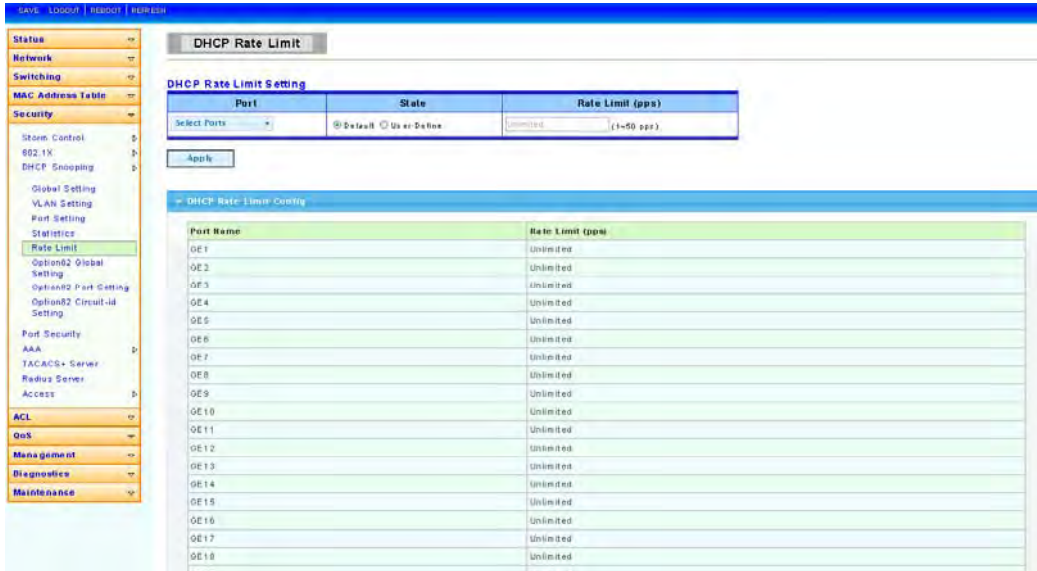 SAVE LOGOUT | REBOOT | REFRESH
Status
Network
Switching
MAC Address Table
Security
Storm Control
802.1X
DHCP Snooping
Global Setting
VLAN Setting
Port Setting
Statistics
Rate Limit
Option82 Global
Setting
Option82 Port Setting
Option82 Circuit-id
Setting
Port Security
AAA
TACACS+ Server
Radius Server
Access
ACL
QoS
Management
Diagnostics
Maintenance
DHCP Rate Limit
DHCP Rate Limit Setting
Port State Rate Limit (pps)
Select Ports Default User-Define Unlimited (1~50 pps)
Apply
DHCP Rate Limit Config
Port Name Rate Limit (pps)
GE1 Unlimited
GE2 Unlimited
GE3 Unlimited
GE4 Unlimited
GE5 Unlimited
GE6 Unlimited
GE7 Unlimited
GE8 Unlimited
GE9 Unlimited
GE10 Unlimited
GE11 Unlimited
GE12 Unlimited
GE13 Unlimited
GE14 Unlimited
GE15 Unlimited
GE16 Unlimited
GE17 Unlimited
GE18 Unlimited